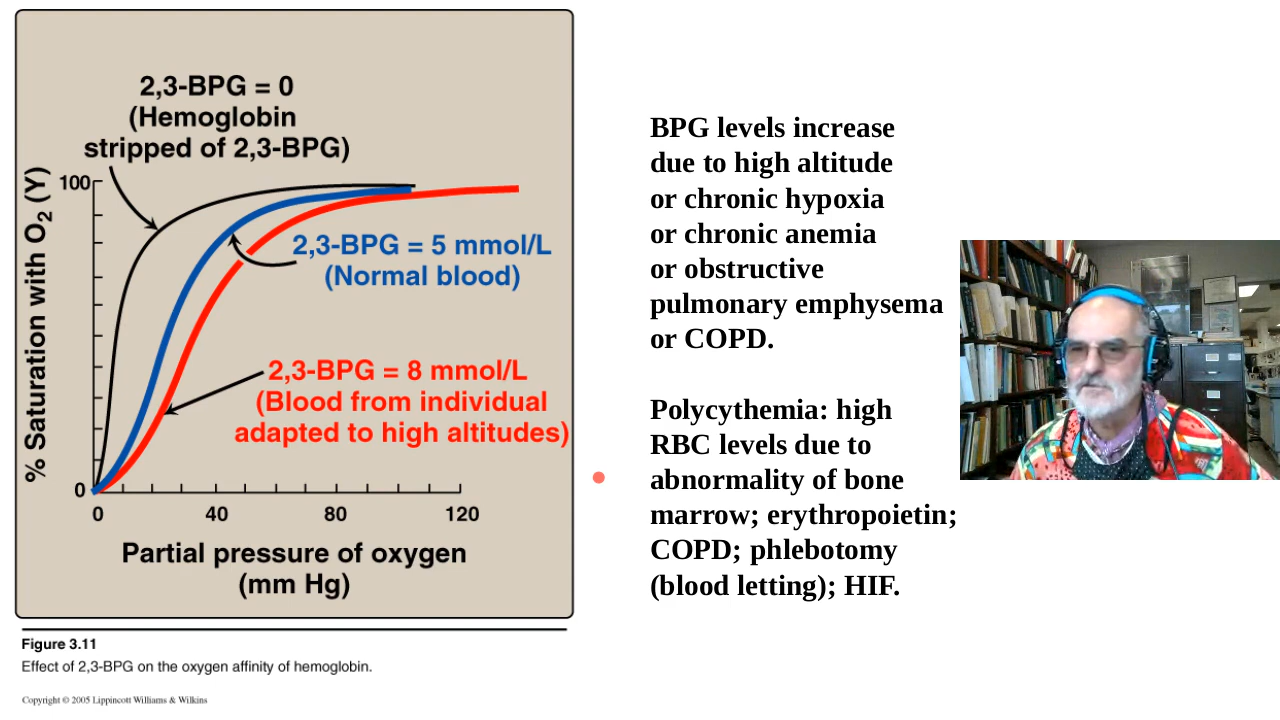 2,3-BPG = 0
(Hemoglobin
stripped of 2,3-BPG)
% Saturation with O2 (Y)
100
0
2,3-BPG = 5 mmol/L
(Normal blood)
2,3-BPG = 8 mmol/L
(Blood from individual
adapted to high altitudes)
0 40 80 120
Partial pressure of oxygen
(mm Hg)
Figure 3.11
Effect of 2,3-BPG on the oxygen affinity of hemoglobin.
Copyright © 2005 Lippincott Williams & Wilkins
BPG levels increase
due to high altitude
or chronic hypoxia
or chronic anemia
or obstructive
pulmonary emphysema
or COPD.
Polycythemia: high
RBC levels due to
abnormality of bone
marrow; erythropoietin;
COPD; phlebotomy
(blood letting); HIF.